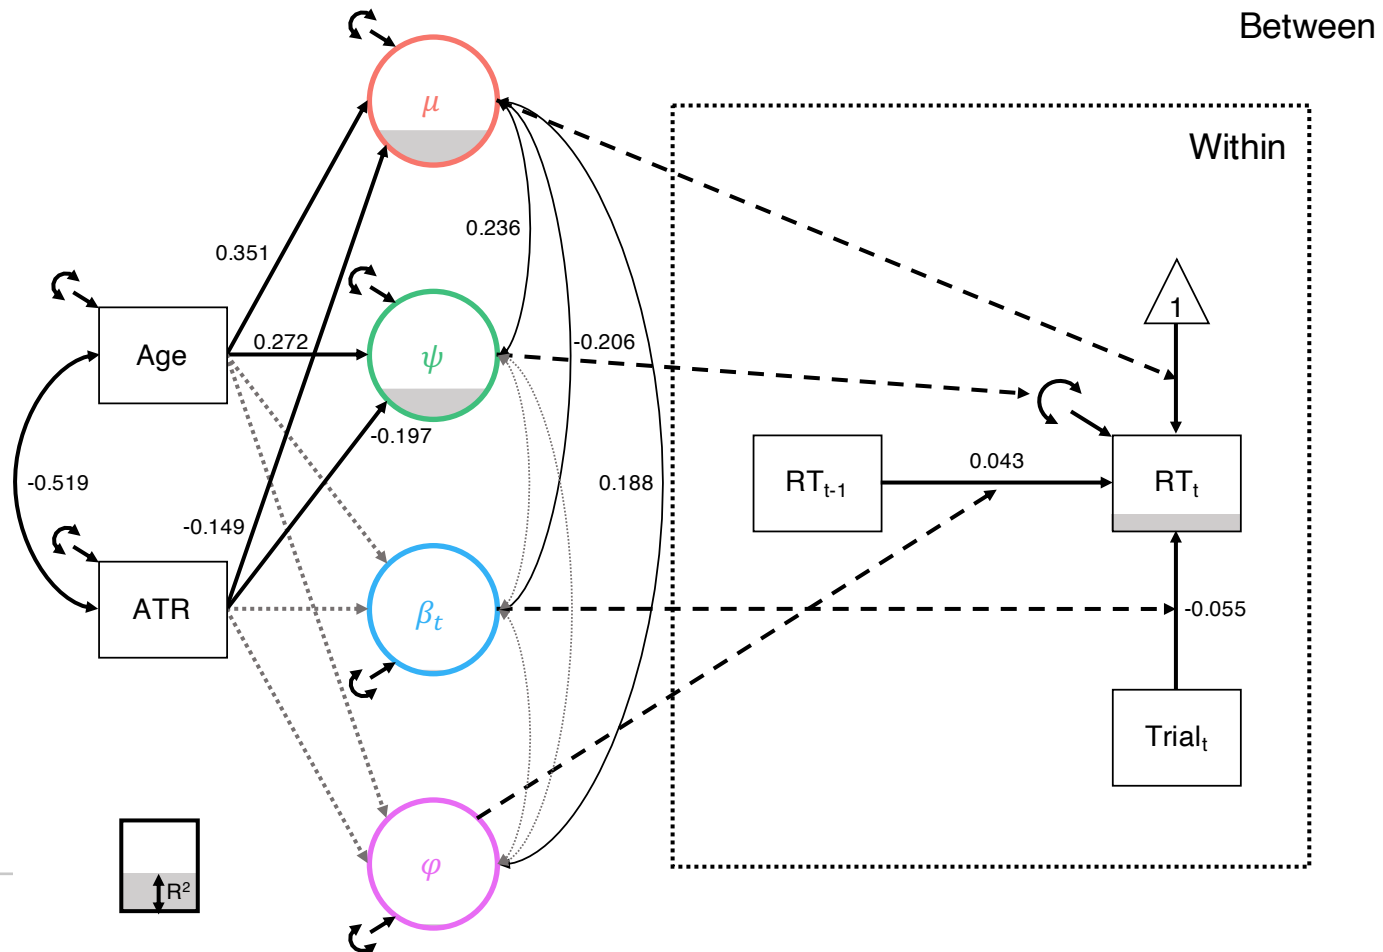 Between
μ
Within
0.236
0.351
1
0.272
-0.206
Age
ψ
-0.197
0.043
-0.519
0.188
RTt-1
RTt
-0.149
ATR
βt
-0.055
Trialt
φ
R²